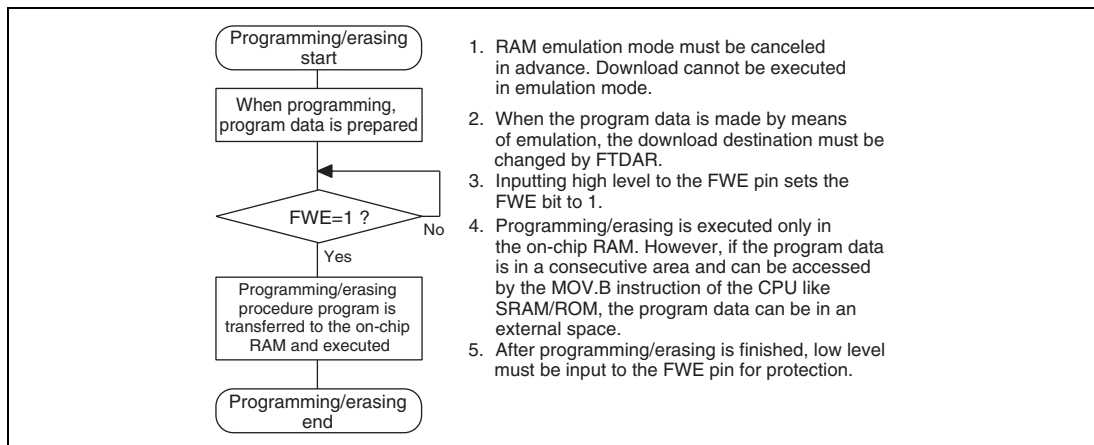 Programming/erasing
start
When programming,
program data is prepared
FWE=1 ?
No
Yes
Programming/erasing
procedure program is
transferred to the on-chip
RAM and executed
Programming/erasing
end
1. RAM emulation mode must be canceled
in advance. Download cannot be executed
in emulation mode.
2. When the program data is made by means
of emulation, the download destination must be
changed by FTDAR.
3. Inputting high level to the FWE pin sets the
FWE bit to 1.
4. Programming/erasing is executed only in
the on-chip RAM. However, if the program data
is in a consecutive area and can be accessed
by the MOV.B instruction of the CPU like
SRAM/ROM, the program data can be in an
external space.
5. After programming/erasing is finished, low level
must be input to the FWE pin for protection.